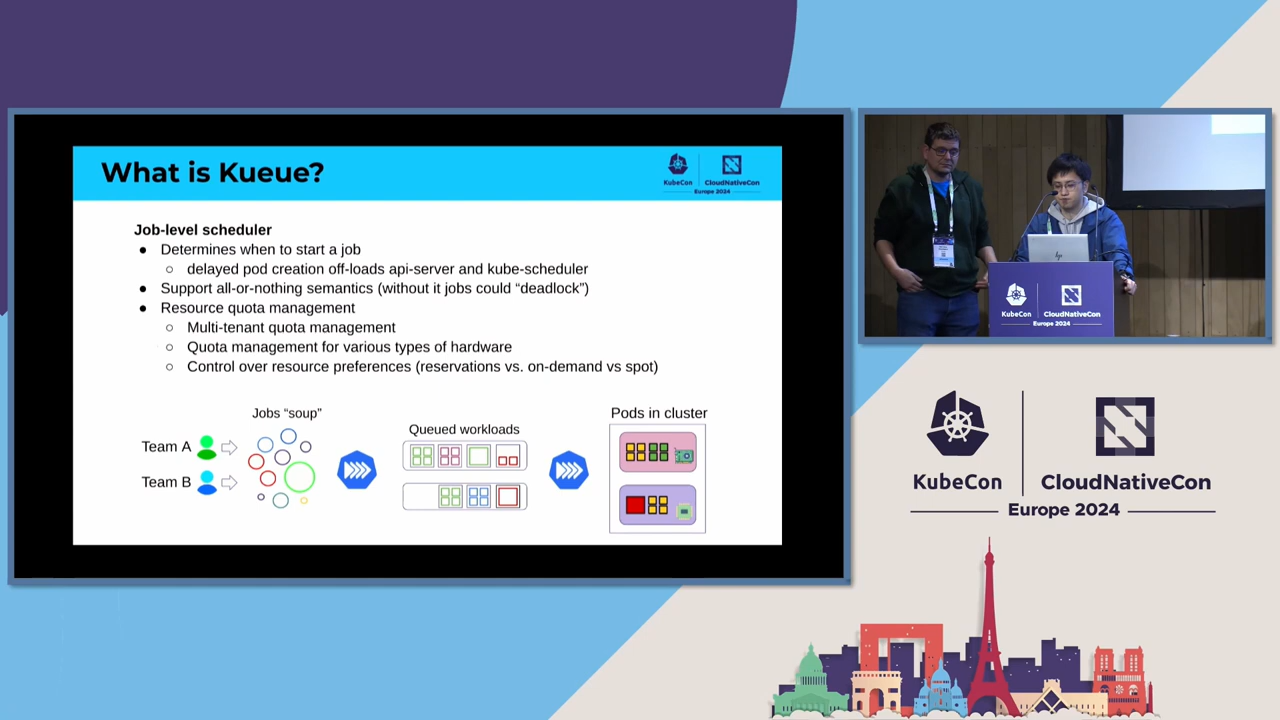 What is Kueue?
KubeCon
CloudNativeCon
Europe 2024
Job-level scheduler
● Determines when to start a job
○ delayed pod creation off-loads api-server and kube-scheduler
● Support all-or-nothing semantics (without it jobs could “deadlock”)
● Resource quota management
○ Multi-tenant quota management
○ Quota management for various types of hardware
○ Control over resource preferences (reservations vs. on-demand vs spot)
Jobs “soup”
Queued workloads
Pods in cluster
Team A
Team B
hp
KubeCon
CloudNativeCon
Europe 2024
KubeCon
CloudNativeCon
Europe 2024